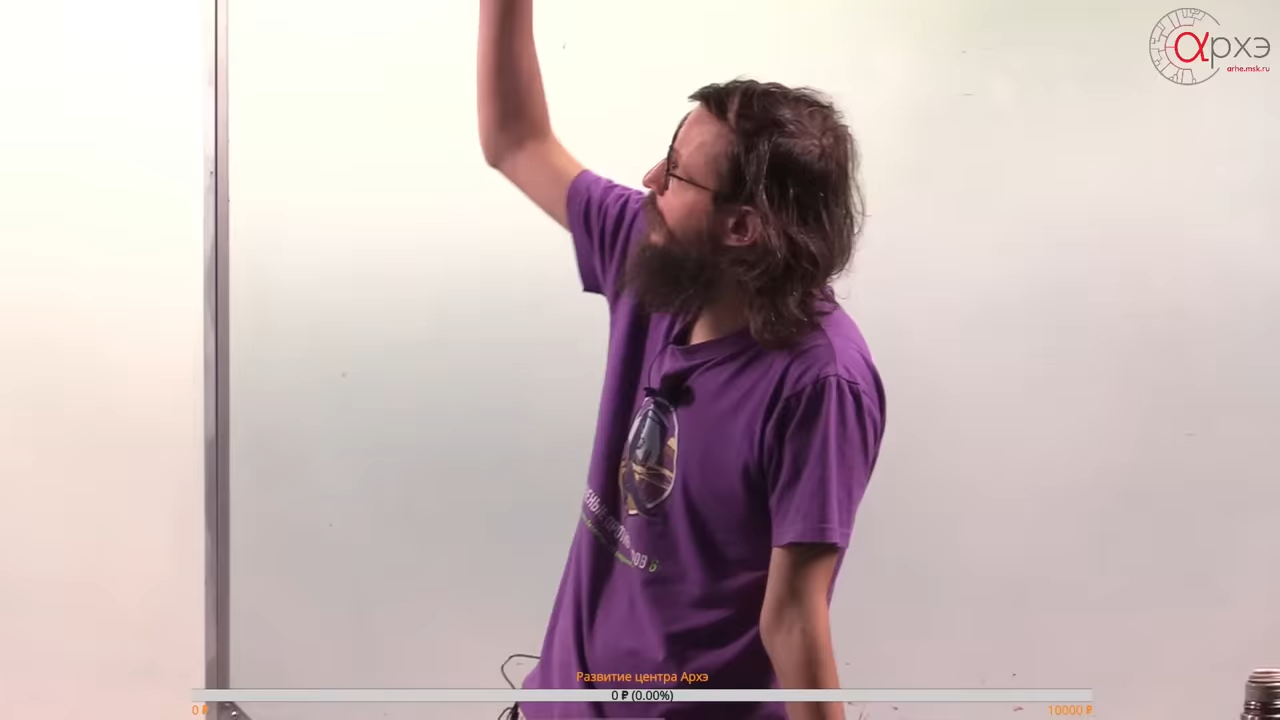 αрхэ
arhe.msk.ru
Развитие центра Архэ
0 ₽ (0.00%)
0 ₽
10000 ₽